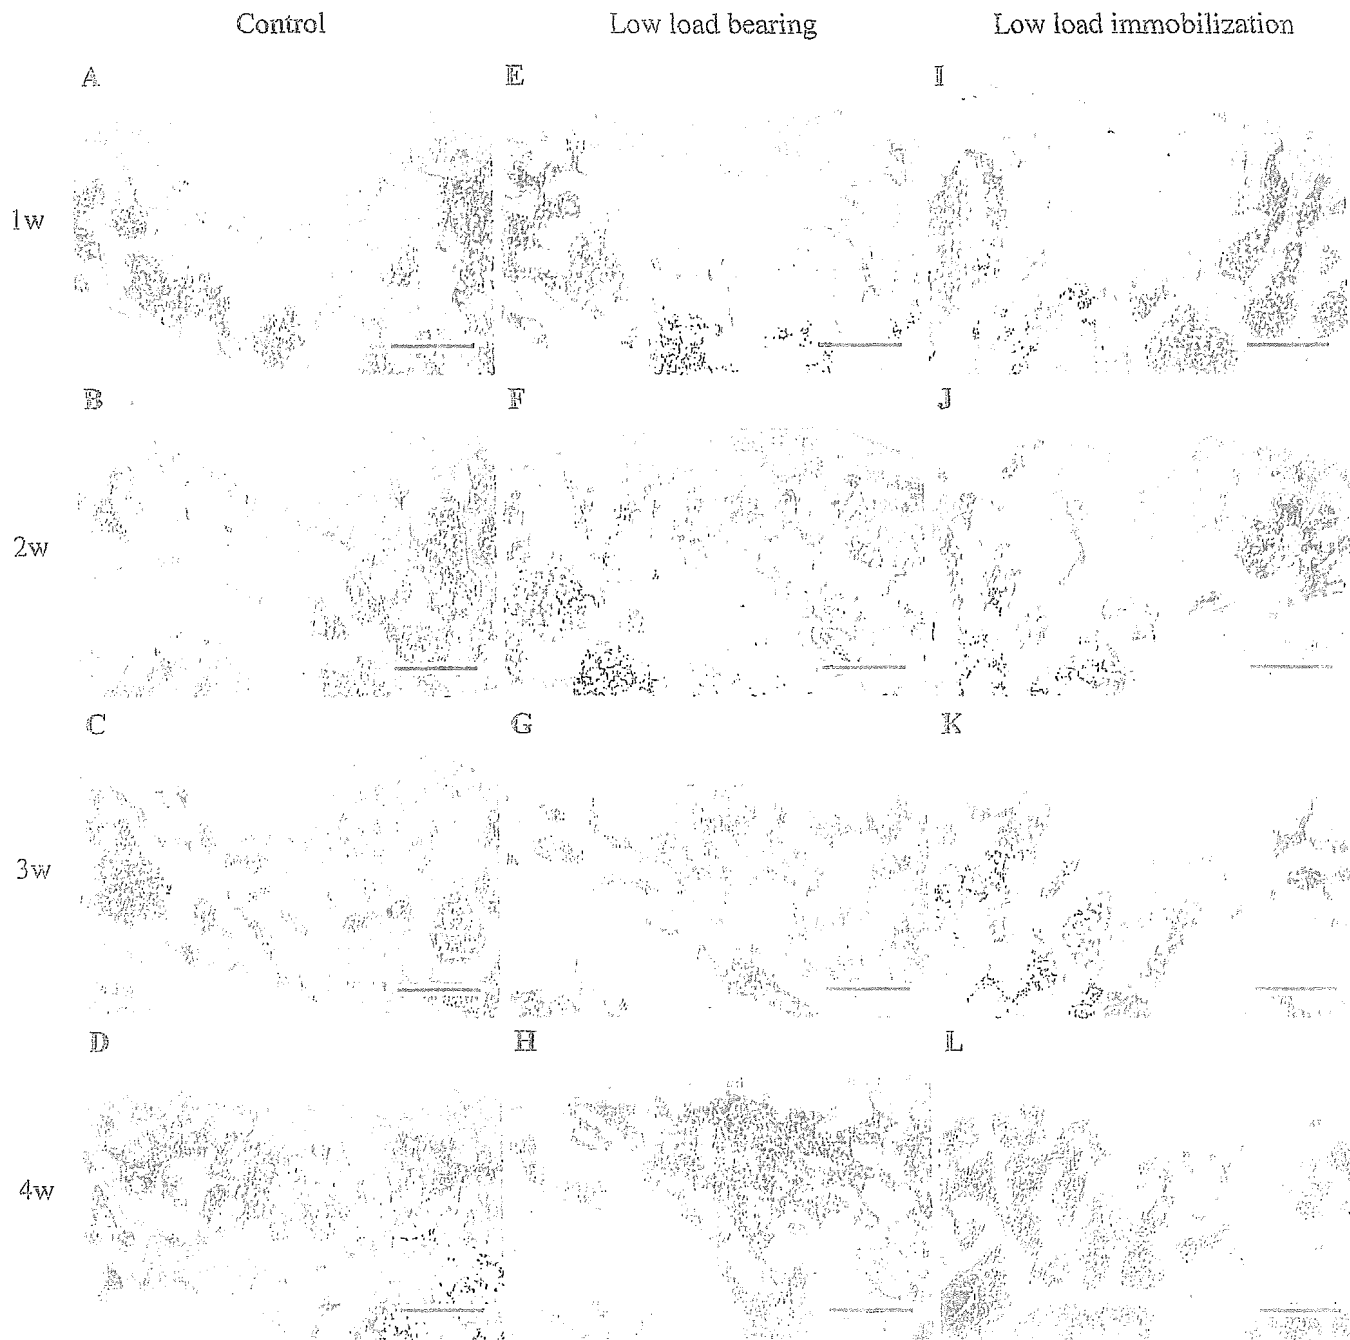 Control Low load bearing Low load immobilization
A E I
1w
B F J
2w
C G K
3w
D H L
4w